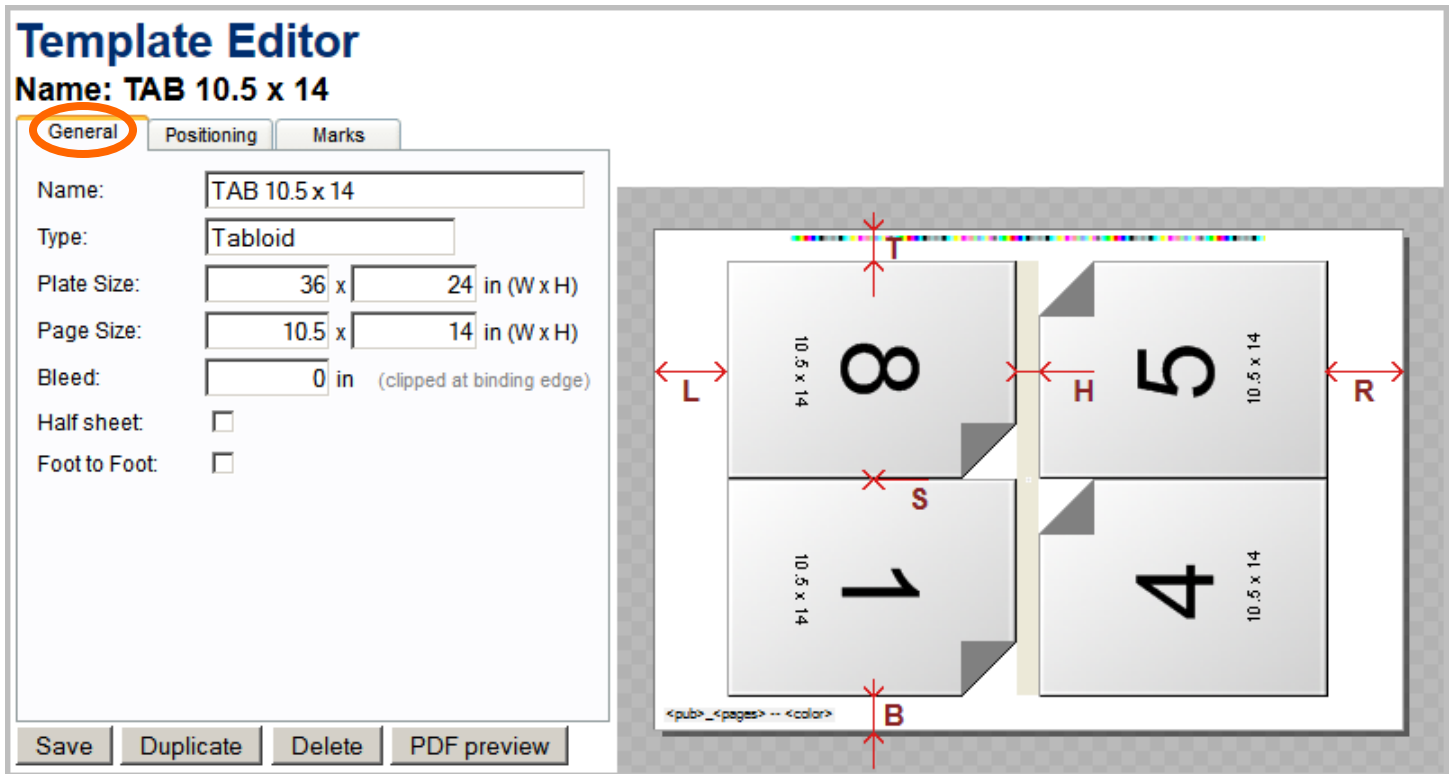 Template Editor
Name: TAB 10.5 x 14
General Positioning Marks
Name: TAB 10.5 x 14
Type: Tabloid
Plate Size: 36 x 24 in (W x H)
Page Size: 10.5 x 14 in (W x H)
Bleed: 0 in (clipped at binding edge)
Half sheet:
Foot to Foot:
Save Duplicate Delete PDF preview
T
10.5 x 14 8 5 10.5 x 14
L H R
S
10.5 x 14 1 4 10.5 x 14
<pub>_<pages> -- <color> B